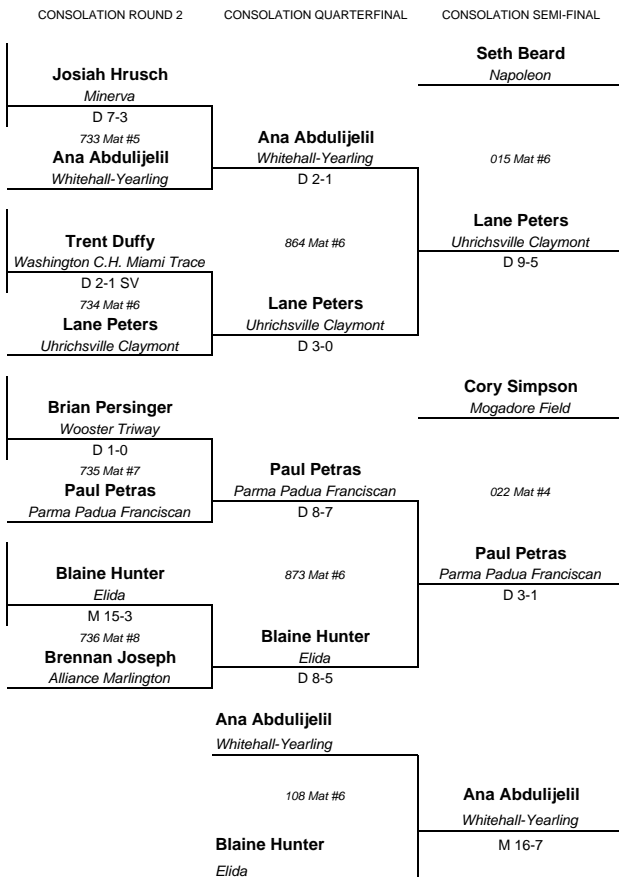 CONSOLATION ROUND 2
CONSOLATION QUARTERFINAL
CONSOLATION SEMI-FINAL
Josiah Hrusch
Minerva
D 7-3
733 Mat #5
Ana Abdulijelil
Whitehall-Yearling
Trent Duffy
Washington C.H. Miami Trace
D 2-1 SV
734 Mat #6
Lane Peters
Uhrichsville Claymont
Brian Persinger
Wooster Triway
D 1-0
735 Mat #7
Paul Petras
Parma Padua Franciscan
Blaine Hunter
Elida
M 15-3
736 Mat #8
Brennan Joseph
Alliance Marlington
Ana Abdulijelil
Whitehall-Yearling
D 2-1
864 Mat #6
Lane Peters
Uhrichsville Claymont
D 3-0
Paul Petras
Parma Padua Franciscan
D 8-7
873 Mat #6
Blaine Hunter
Elida
D 8-5
Seth Beard
Napoleon
015 Mat #6
Lane Peters
Uhrichsville Claymont
D 9-5
Cory Simpson
Mogadore Field
022 Mat #4
Paul Petras
Parma Padua Franciscan
D 3-1
Ana Abdulijelil
Whitehall-Yearling
108 Mat #6
Blaine Hunter
Elida
Ana Abdulijelil
Whitehall-Yearling
M 16-7